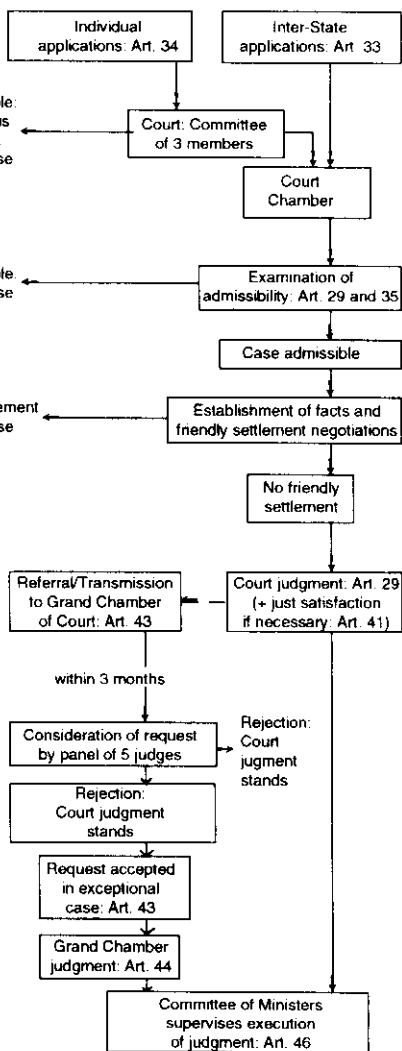 Individual
applications: Art. 34
Inter-State
applications: Art 33
Court: Committee
of 3 members
Court
Chamber
Examination of
admissibility: Art. 29 and 35
Case admissible
Establishment of facts and
friendly settlement negotiations
No friendly
settlement
Court judgment: Art. 29
(+ just satisfaction
if necessary: Art. 41)
Referral/Transmission
to Grand Chamber
of Court: Art. 43
within 3 months
Consideration of request
by panel of 5 judges
Rejection:
Court
jugment
stands
Rejection:
Court judgment
stands
Request accepted
in exceptional
case: Art. 43
Grand Chamber
judgment: Art. 44
Committee of Ministers
supervises execution
of judgment: Art. 46